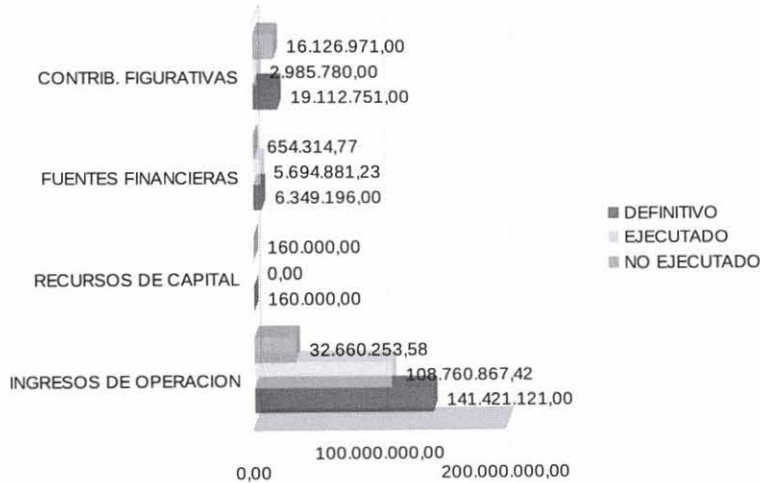 16.126.971,00
CONTRIB. FIGURATIVAS
2.985.780,00
19.112.751,00
654.314,77
FUENTES FINANCIERAS
5.694.881,23
6.349.196,00
160.000,00
RECURSOS DE CAPITAL
0,00
160.000,00
32.660.253,58
INGRESOS DE OPERACION
108.760.867,42
141.421.121,00
DEFINITIVO
EJECUTADO
NO EJECUTADO
100.000.000,00
0,00
200.000.000,00